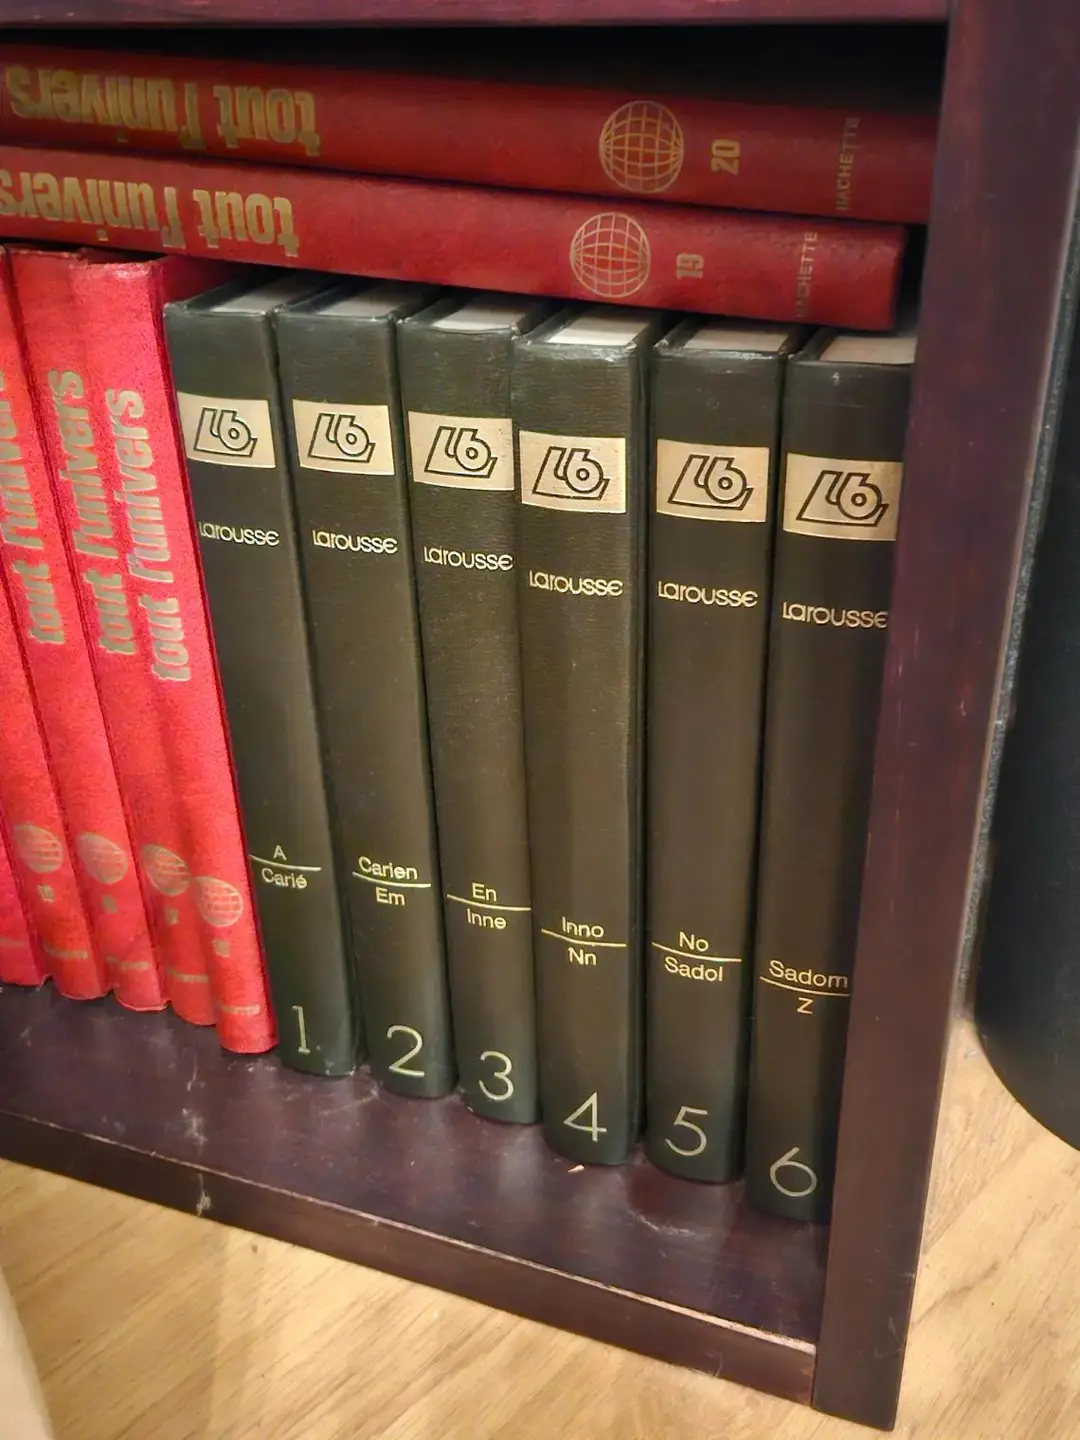 tout l'univers
20
HACHETTE
tout l'univers
19
HACHETTE
tout l'univers
tout l'univers
tout l'univers
tout l'univers
L6
Larousse
A
Carié
1
L6
Larousse
Carien
Em
2
L6
Larousse
En
Inne
3
L6
Larousse
Inno
Nn
4
L6
Larousse
No
Sadol
5
L6
Larousse
Sadom
Z
6